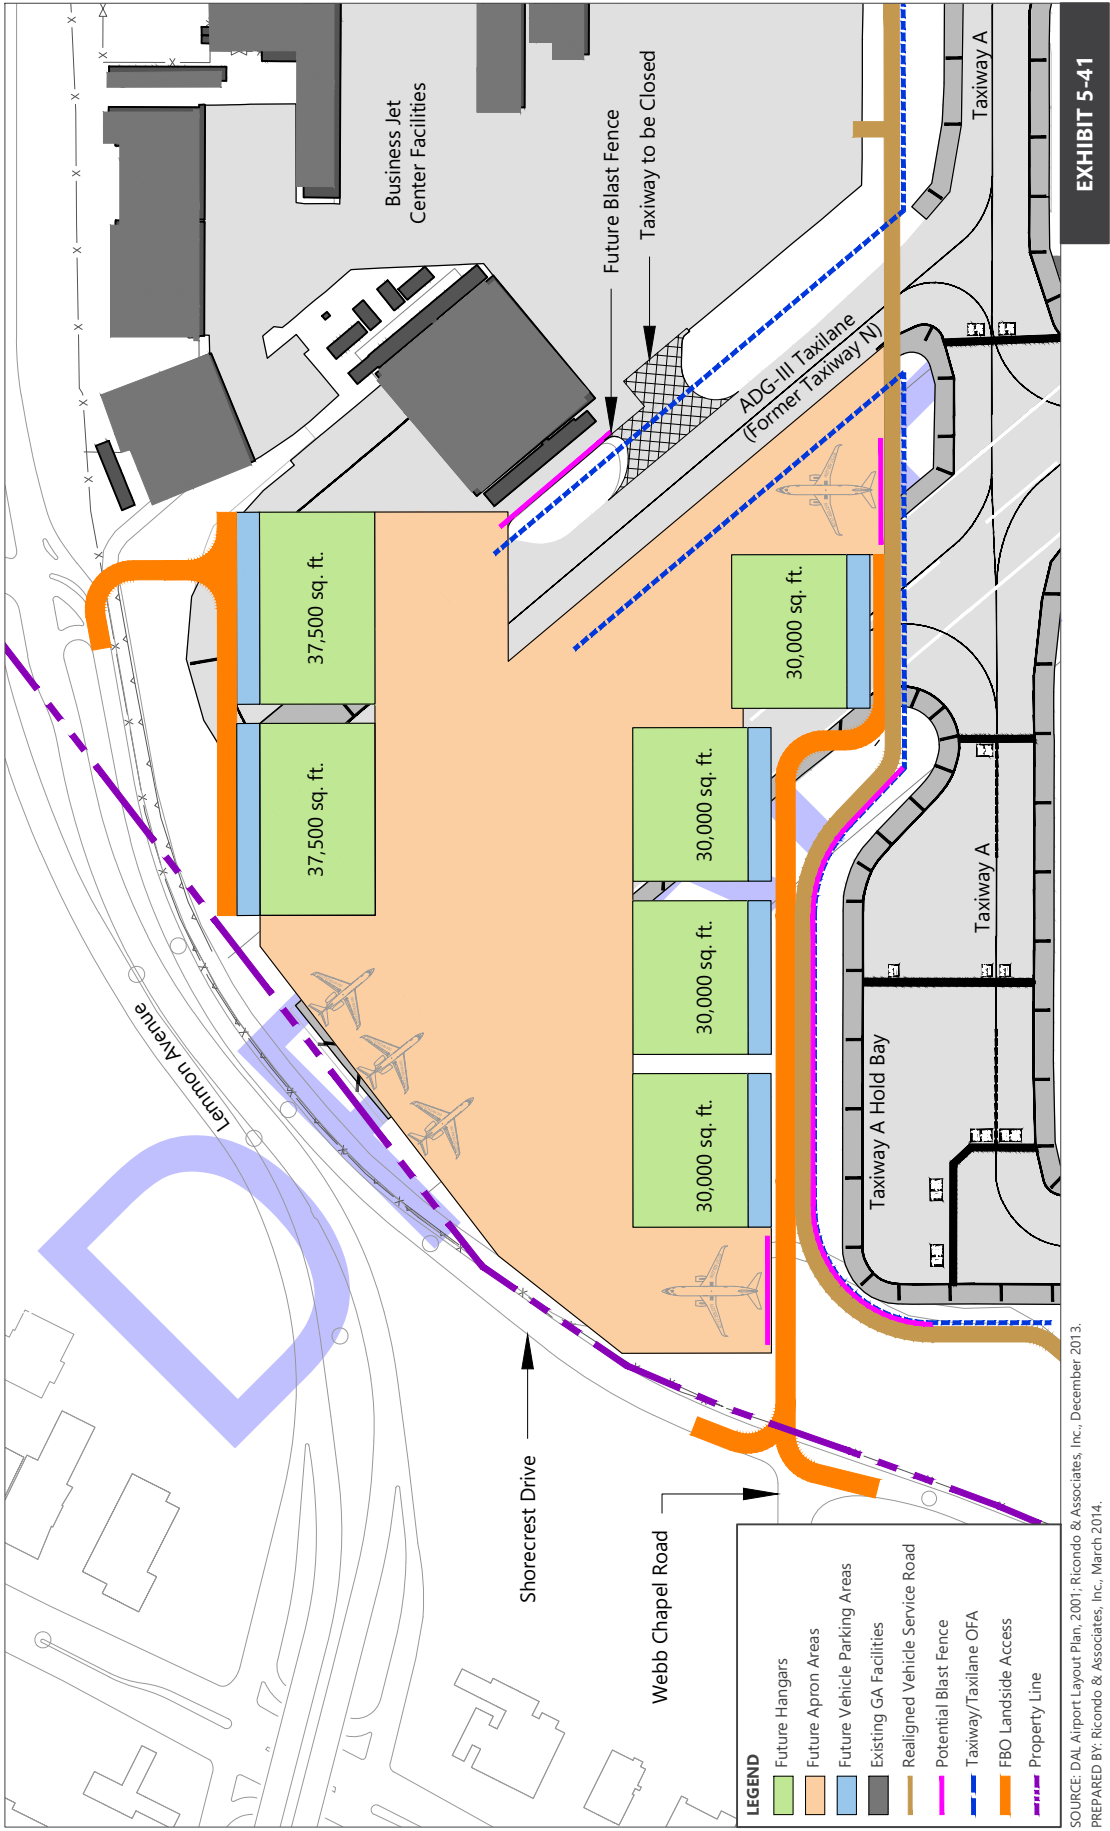 Business Jet
Center Facilities
Future Blast Fence
Taxiway to be Closed
Taxiway A
ADG-III Taxilane
(Former Taxiway N)
37,500 sq. ft.
37,500 sq. ft.
30,000 sq. ft.
30,000 sq. ft.
30,000 sq. ft.
30,000 sq. ft.
Lemmon Avenue
Taxiway A
Taxiway A Hold Bay
Shorecrest Drive
Webb Chapel Road
LEGEND
Future Hangars
Future Apron Areas
Future Vehicle Parking Areas
Existing GA Facilities
Realigned Vehicle Service Road
Potential Blast Fence
Taxiway/Taxilane OFA
FBO Landside Access
Property Line
SOURCE: DAL Airport Layout Plan, 2001; Ricondo & Associates, Inc., December 2013.
PREPARED BY: Ricondo & Associates, Inc., March 2014.
EXHIBIT 5-41